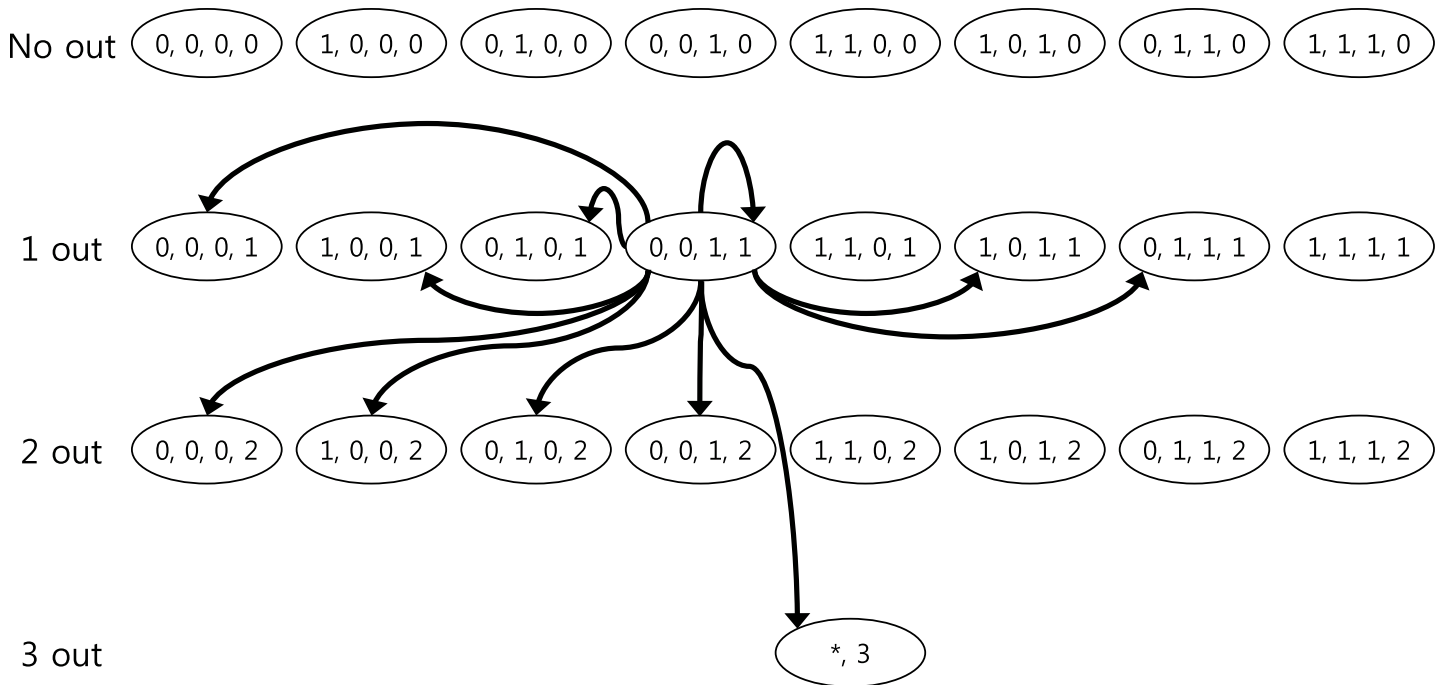 No out 0, 0, 0, 0 1, 0, 0, 0 0, 1, 0, 0 0, 0, 1, 0 1, 1, 0, 0 1, 0, 1, 0 0, 1, 1, 0 1, 1, 1, 0
1 out 0, 0, 0, 1 1, 0, 0, 1 0, 1, 0, 1 0, 0, 1, 1 1, 1, 0, 1 1, 0, 1, 1 0, 1, 1, 1 1, 1, 1, 1
2 out 0, 0, 0, 2 1, 0, 0, 2 0, 1, 0, 2 0, 0, 1, 2 1, 1, 0, 2 1, 0, 1, 2 0, 1, 1, 2 1, 1, 1, 2
3 out *, 3